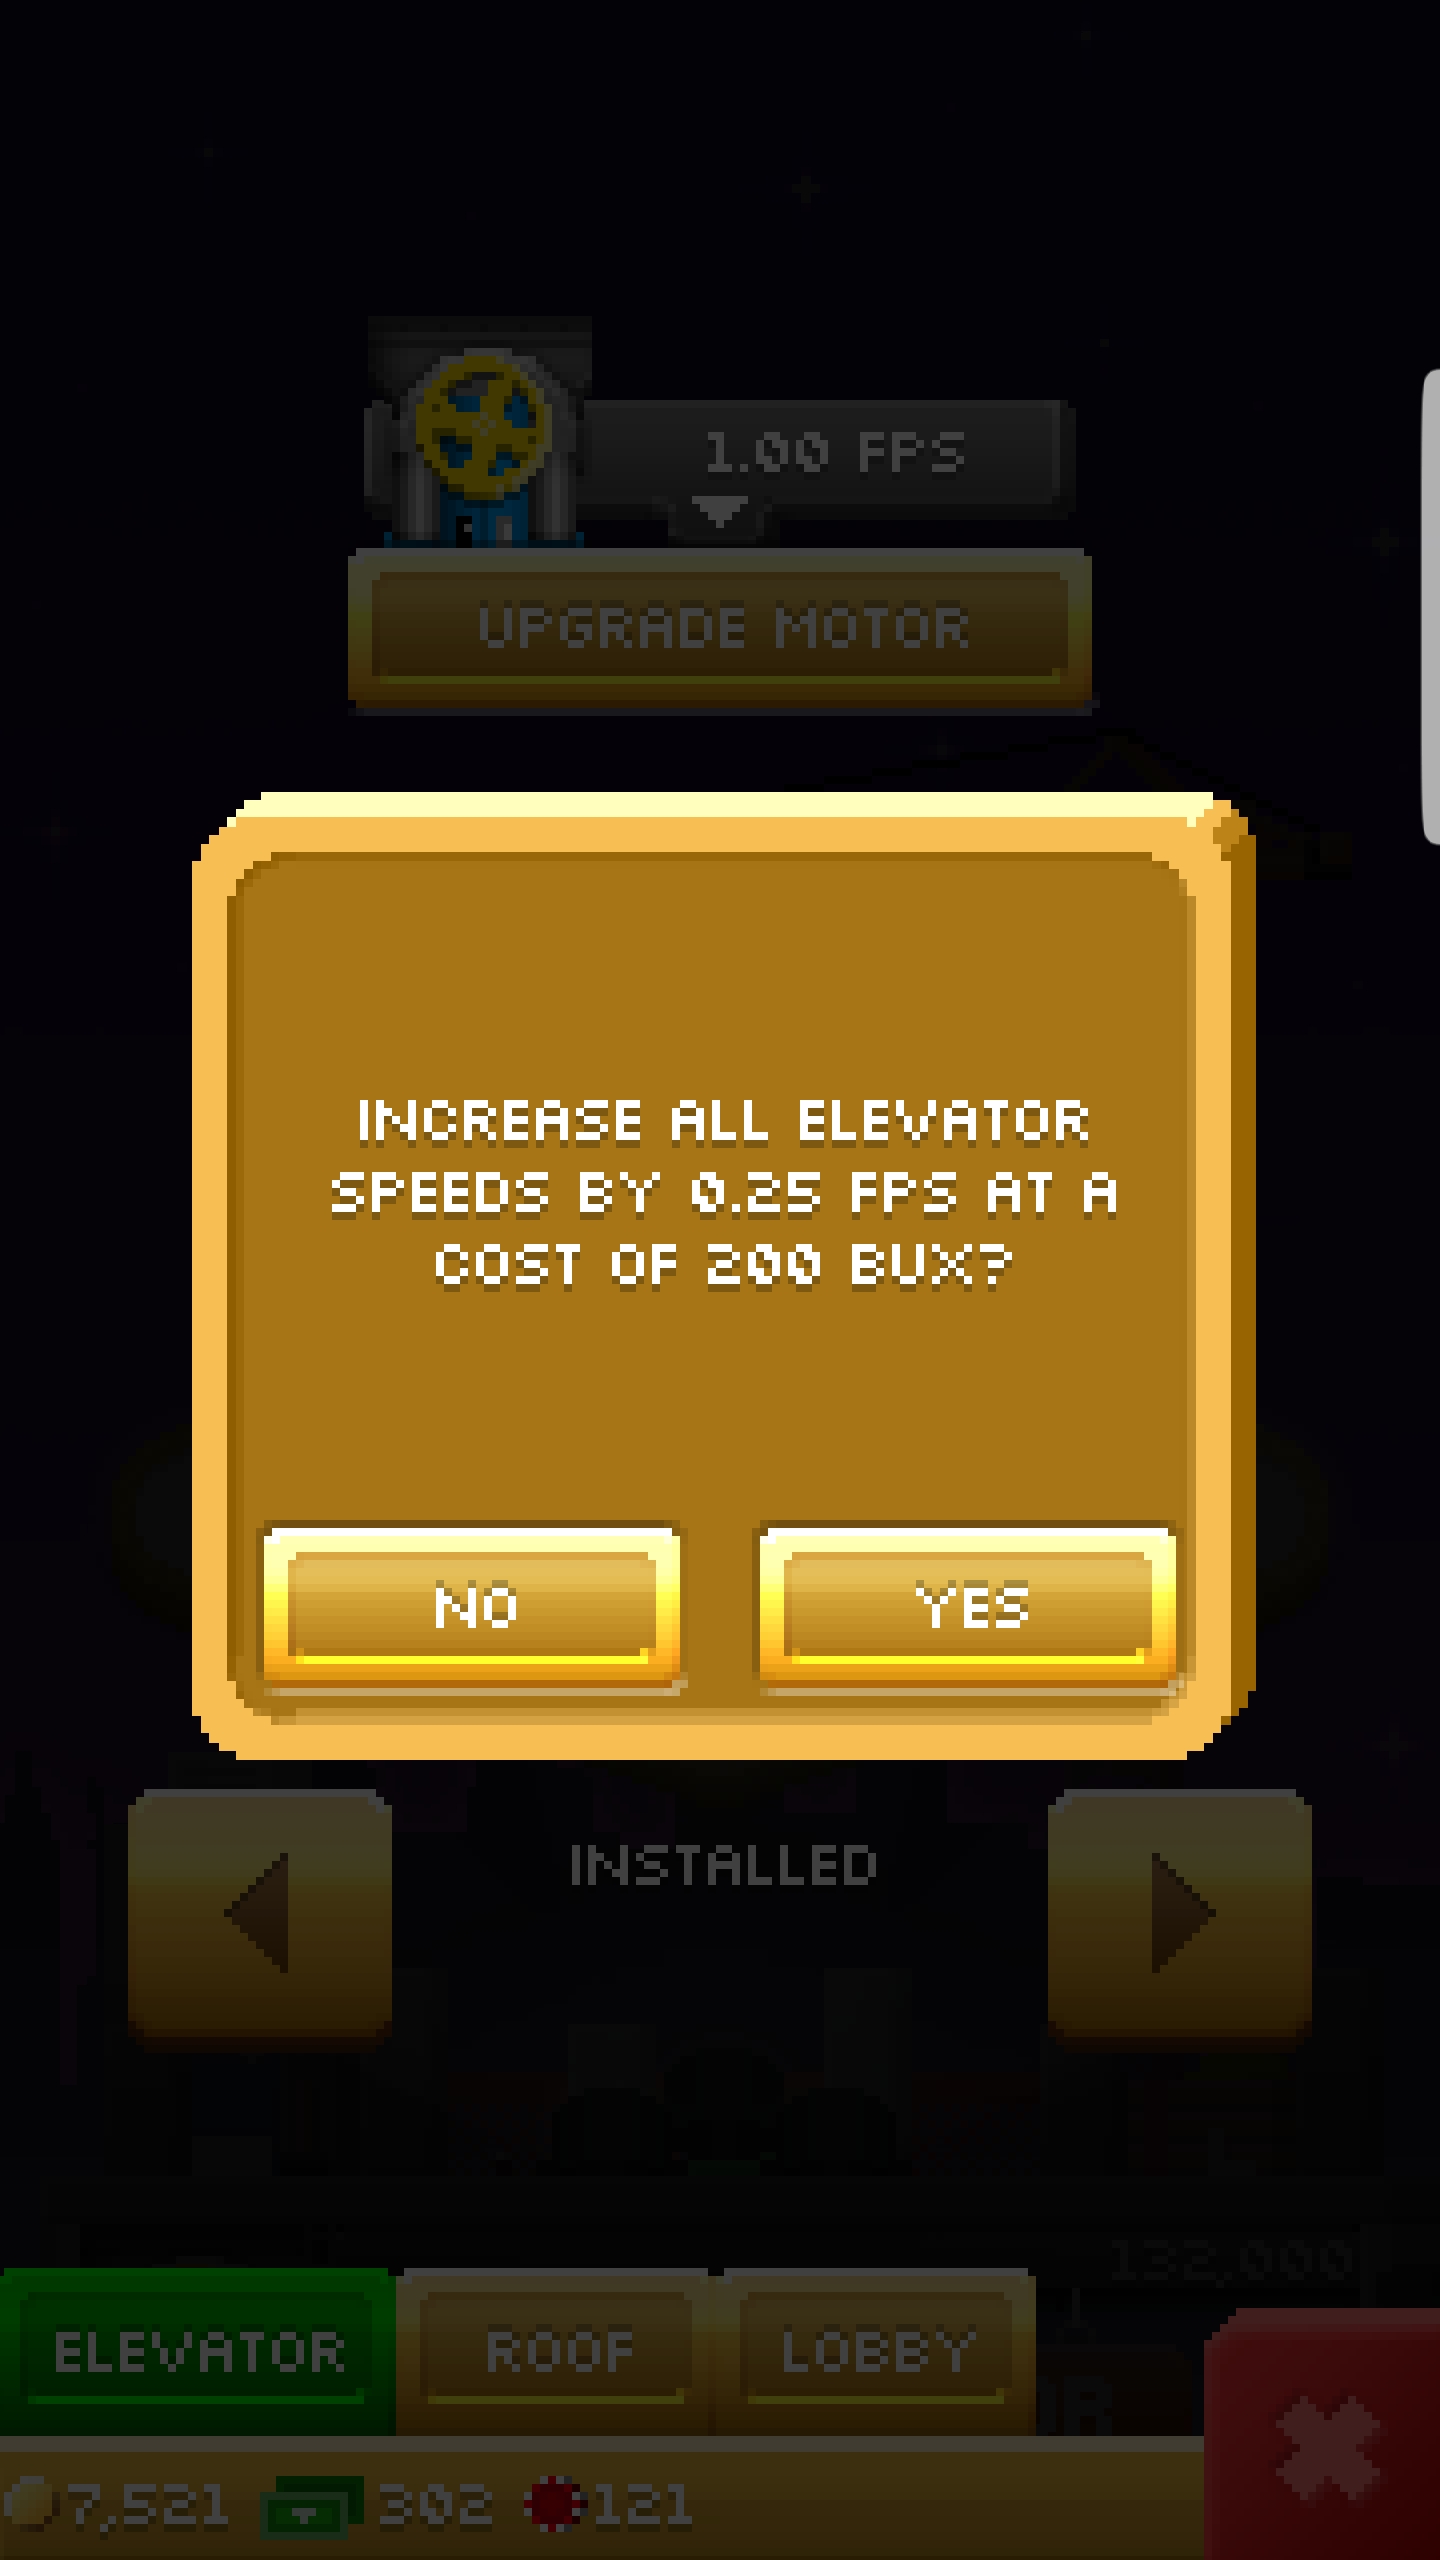 1.00 FPS
UPGRADE MOTOR
INCREASE ALL ELEVATOR
SPEEDS BY 0.25 FPS AT A
COST OF 200 BUX?
NO
YES
INSTALLED
132,000
ELEVATOR
ROOF
LOBBY
7,521
302
121